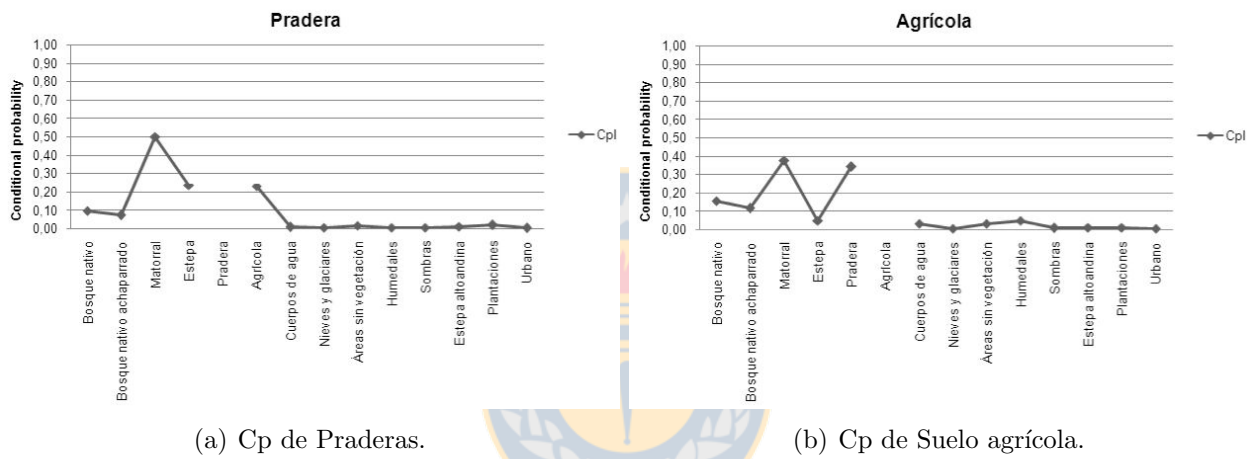 Pradera
Conditional probability
1,00
0,90
0,80
0,70
0,60
0,50
0,40
0,30
0,20
0,10
0,00
CpI
Bosque nativo
Bosque nativo achaparrado
Matorral
Estepa
Pradera
Agrícola
Cuerpos de agua
Nieves y glaciares
Áreas sin vegetación
Humedales
Sombras
Estepa altoandina
Plantaciones
Urbano
(a) Cp de Praderas.
Agrícola
Conditional probability
1,00
0,90
0,80
0,70
0,60
0,50
0,40
0,30
0,20
0,10
0,00
CpI
Bosque nativo
Bosque nativo achaparrado
Matorral
Estepa
Pradera
Agrícola
Cuerpos de agua
Nieves y glaciares
Áreas sin vegetación
Humedales
Sombras
Estepa altoandina
Plantaciones
Urbano
(b) Cp de Suelo agrícola.